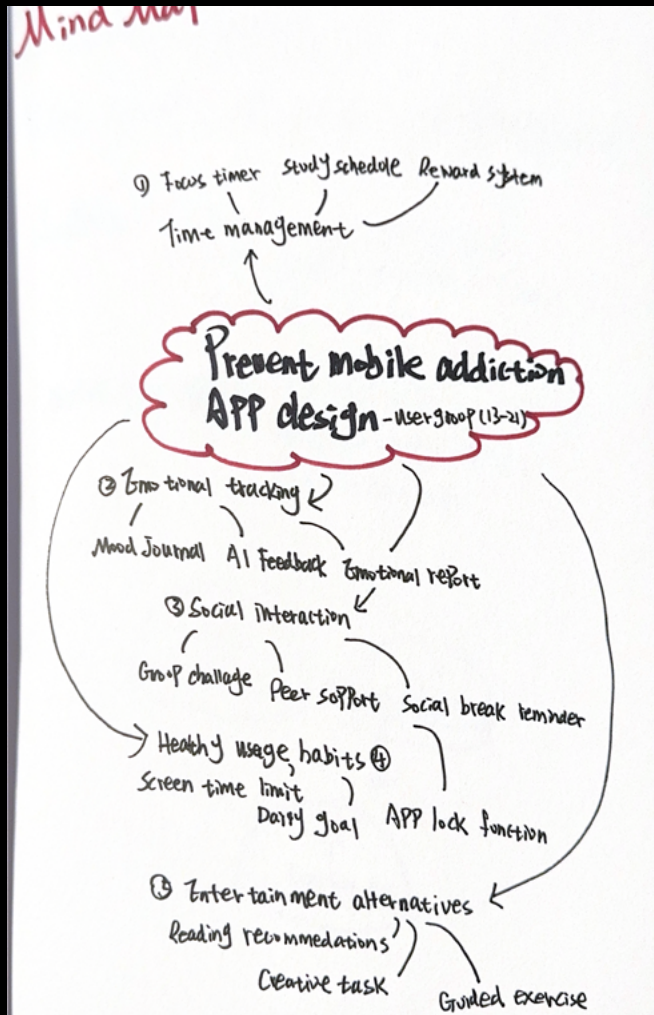 Mind Map
① Focus timer study schedule Reward system
Time management
Prevent mobile addiction
APP design - user group (13-21)
② Emotional tracking
Mood Journal AI Feedback Emotional report
③ Social interaction
Group challage Peer support Social break reminder
Healthy usage habits ④
Screen time limit
Daily goal APP lock function
⑤ Entertainment alternatives
Reading recommedations
Creative task
Guided exercise